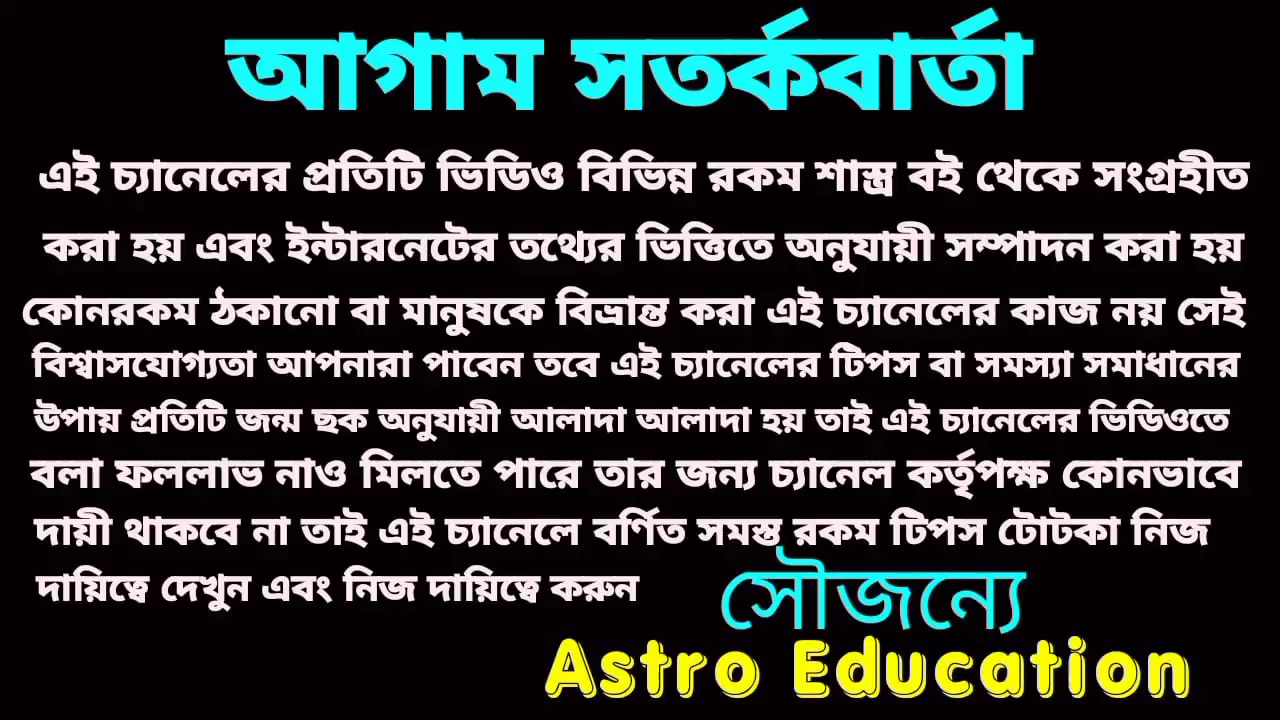 আগাম সতর্কবার্তা
এই চ্যানেলের প্রতিটি ভিডিও বিভিন্ন রকম শাস্ত্র বই থেকে সংগ্রহীত
করা হয় এবং ইন্টারনেটের তথ্যের ভিত্তিতে অনুযায়ী সম্পাদন করা হয়
কোনরকম ঠকানো বা মানুষকে বিভ্রান্ত করা এই চ্যানেলের কাজ নয় সেই
বিশ্বাসযোগ্যতা আপনারা পাবেন তবে এই চ্যানেলের টিপস বা সমস্যা সমাধানের
উপায় প্রতিটি জন্ম ছক অনুযায়ী আলাদা আলাদা হয় তাই এই চ্যানেলের ভিডিওতে
বলা ফললাভ নাও মিলতে পারে তার জন্য চ্যানেল কর্তৃপক্ষ কোনভাবে
দায়ী থাকবে না তাই এই চ্যানেলে বর্ণিত সমস্ত রকম টিপস টোটকা নিজ
দায়িত্বে দেখুন এবং নিজ দায়িত্বে করুন
সৌজন্যে
Astro Education